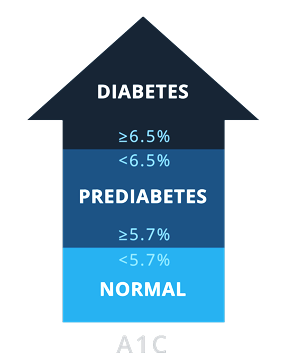 DIABETES
≥6.5%
<6.5%
PREDIABETES
≥5.7%
<5.7%
NORMAL
A1C